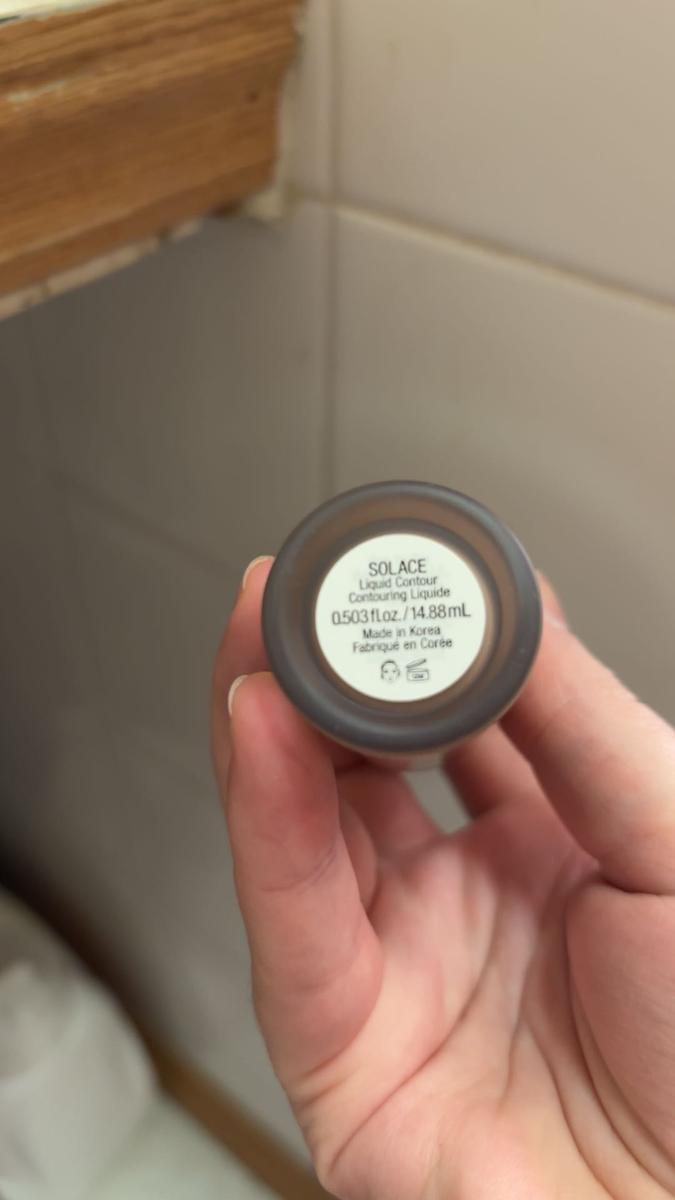 SOLACE
Liquid Contour
Contouring Liquide
0.503 fl.oz. / 14.88 mL
Made in Korea
Fabriqué en Corée